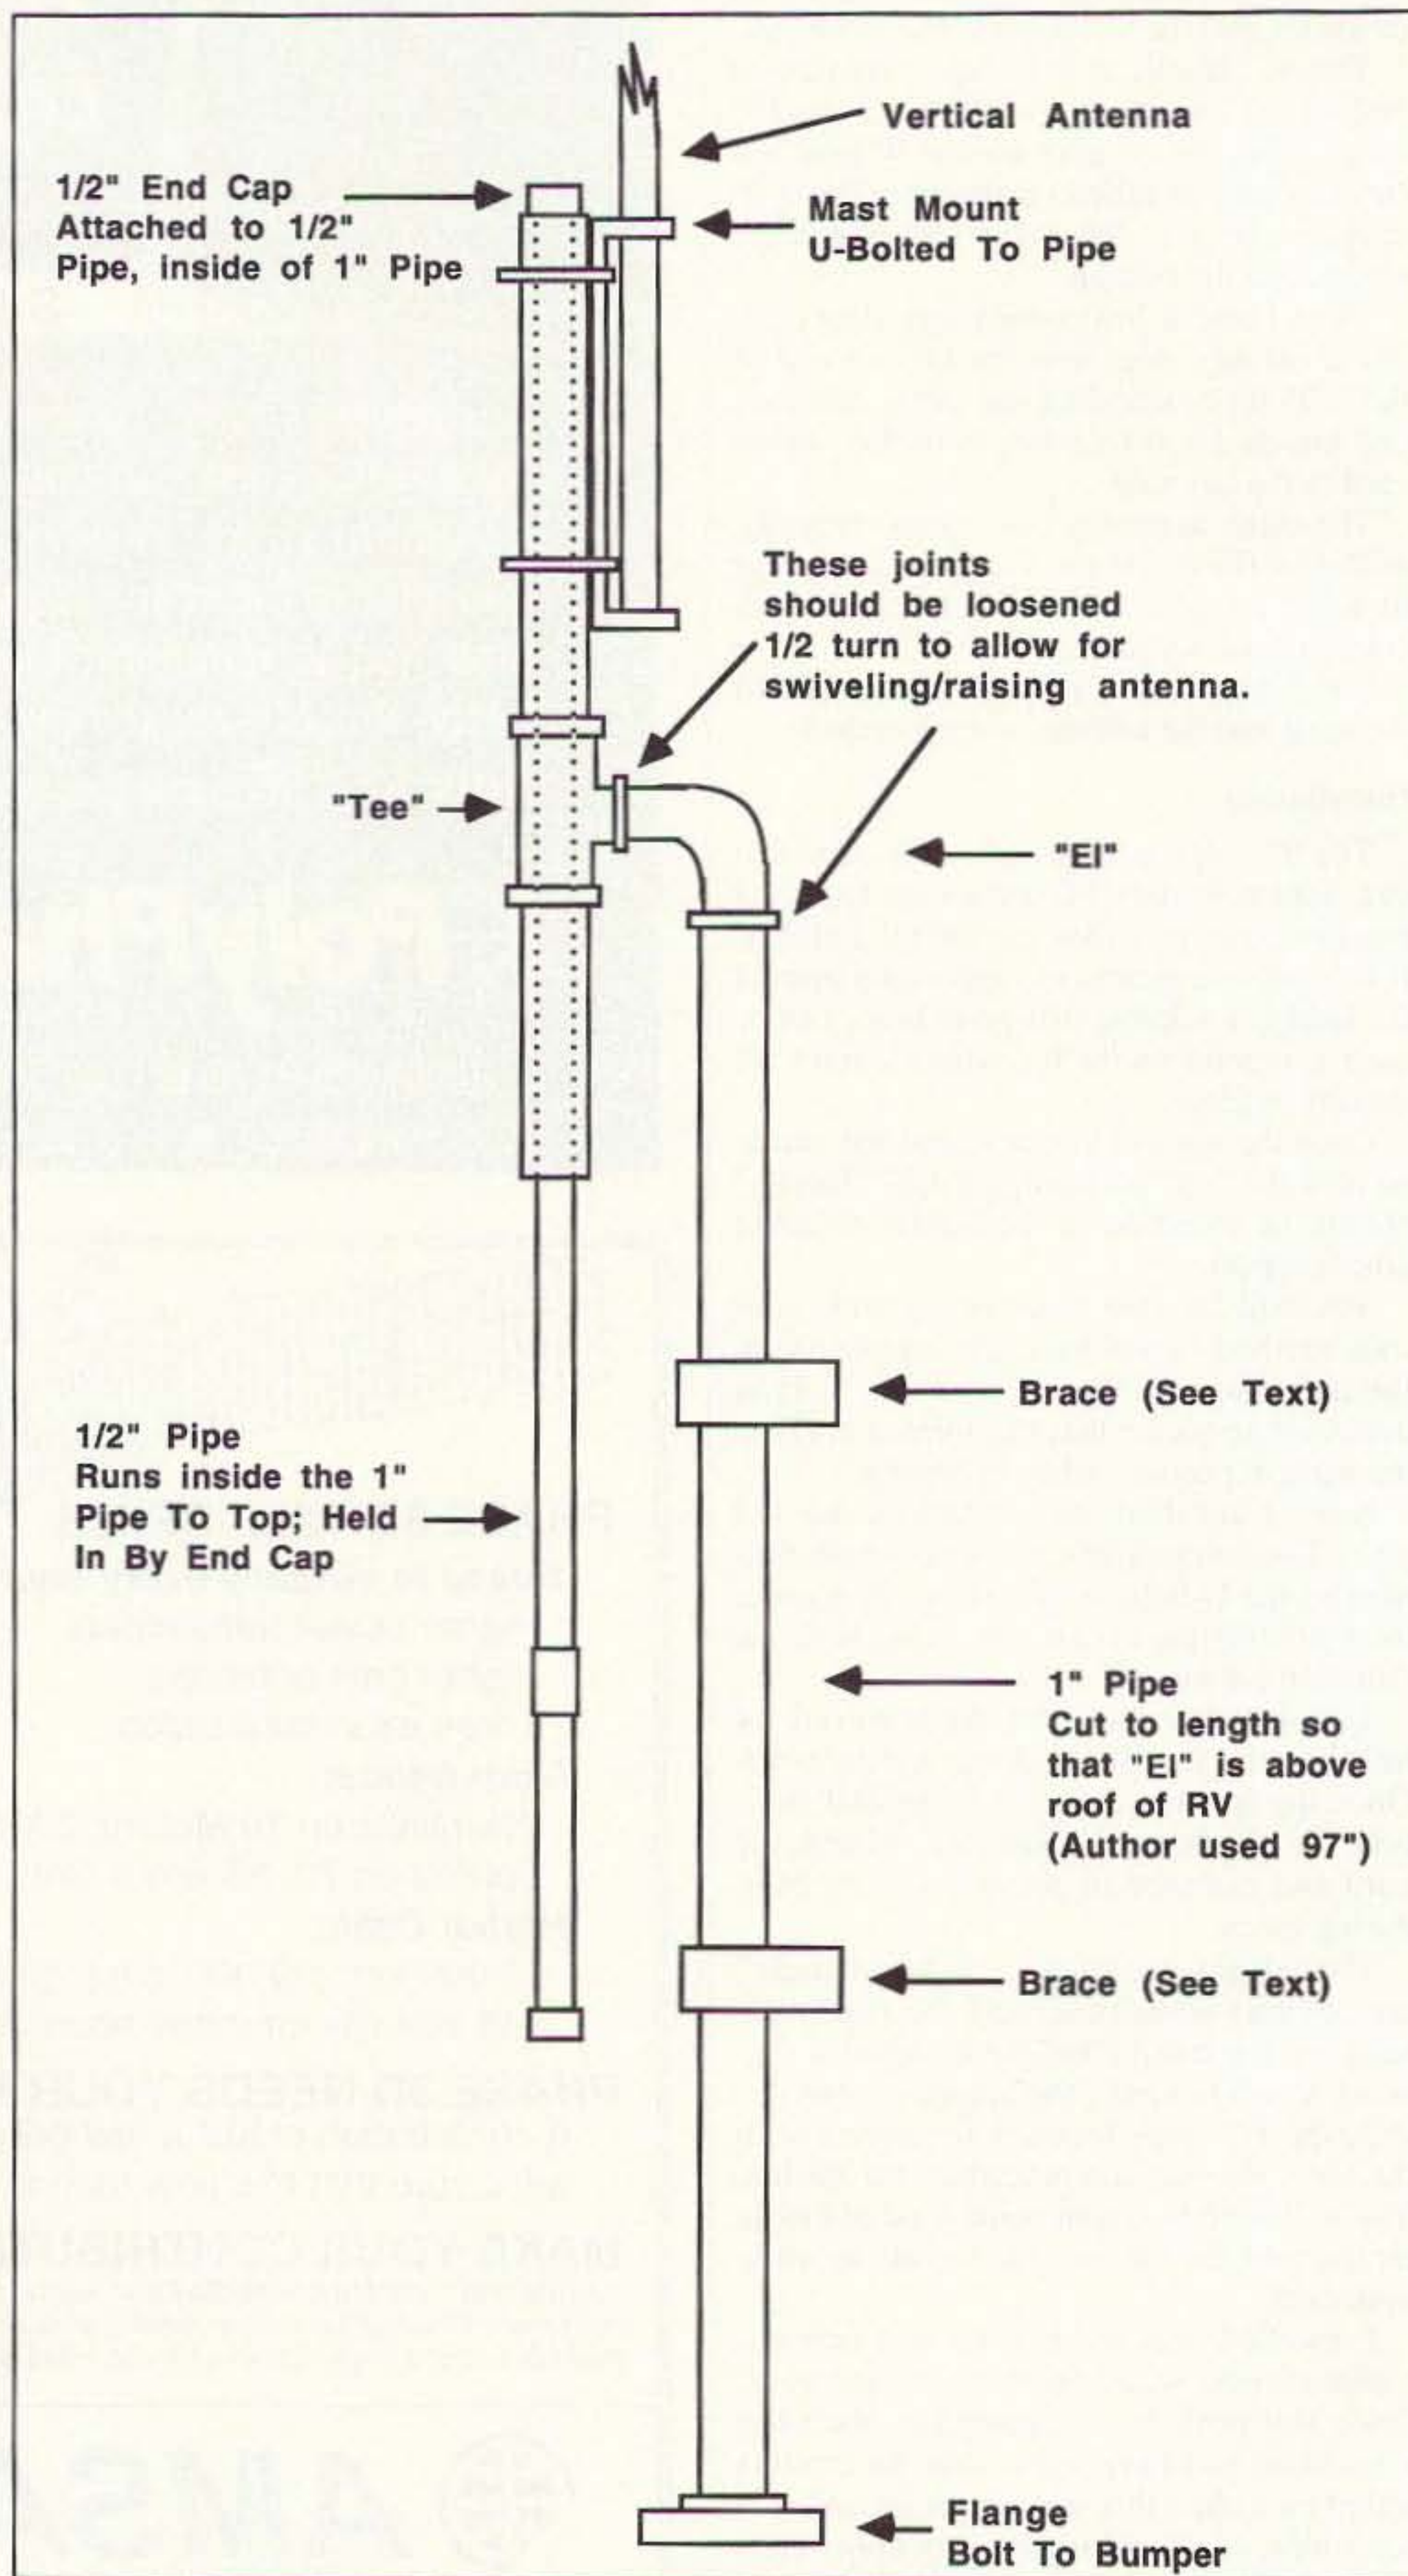 Vertical Antenna
1/2" End Cap
Attached to 1/2"
Pipe, inside of 1" Pipe
Mast Mount
U-Bolted To Pipe
These joints
should be loosened
1/2 turn to allow for
swiveling/raising antenna.
"Tee"
"El"
Brace (See Text)
1/2" Pipe
Runs inside the 1"
Pipe To Top; Held
In By End Cap
1" Pipe
Cut to length so
that "El" is above
roof of RV
(Author used 97")
Brace (See Text)
Flange
Bolt To Bumper